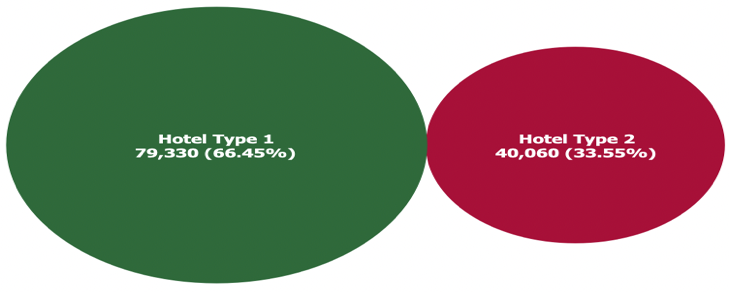 Hotel Type 1
79,330 (66.45%)
Hotel Type 2
40,060 (33.55%)